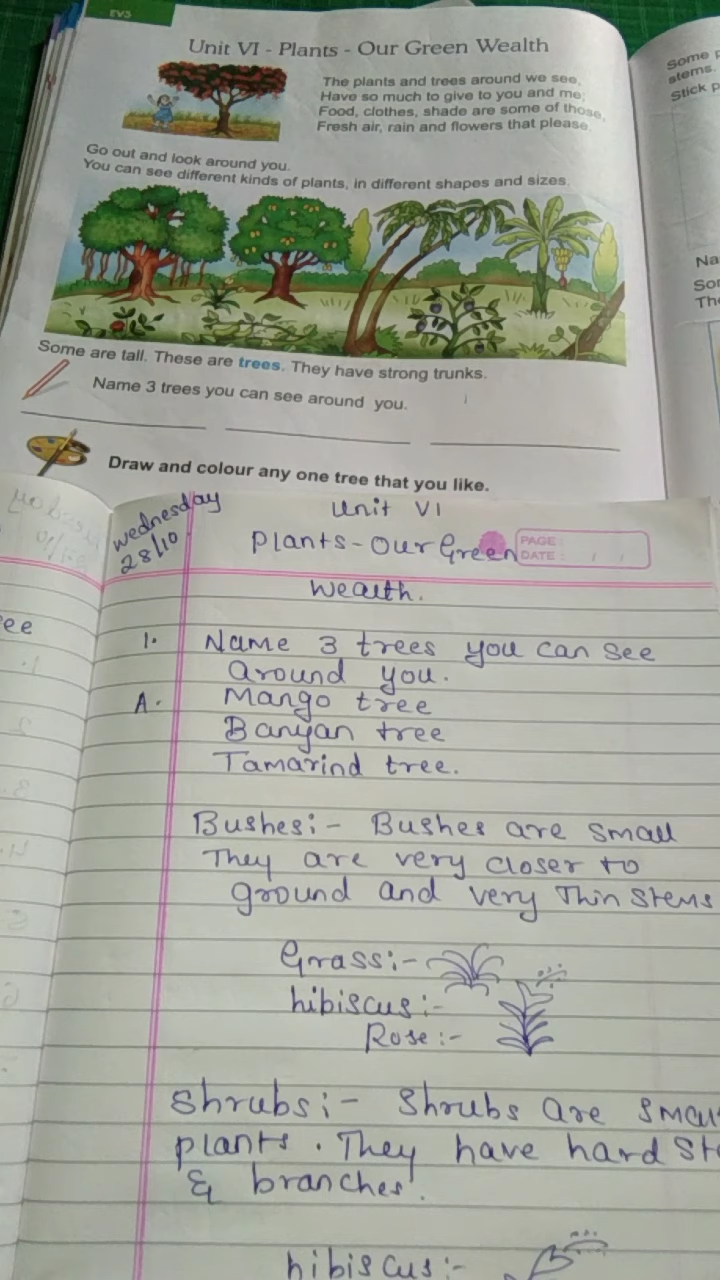 EV3
Unit VI - Plants - Our Green Wealth
The plants and trees around we see,
Have so much to give to you and me;
Food, clothes, shade are some of those,
Fresh air, rain and flowers that please.
Go out and look around you.
You can see different kinds of plants, in different shapes and sizes.
Some are tall. These are trees. They have strong trunks.
Name 3 trees you can see around you.
Draw and colour any one tree that you like.
Some
stems.
Stick
Wednesday
28/10
Unit VI
Plants - Our Green
PAGE:
DATE: / /
Wealth.
ee
1. Name 3 trees you can see
around you.
A. Mango tree
Banyan tree
Tamarind tree.
Bushes:- Bushes are small
They are very closer to
ground and very Thin stems
Grass:-
hibiscus:-
Rose:-
Shrubs:- Shrubs are
plants. They have hard
& branches.
hibiscus:-